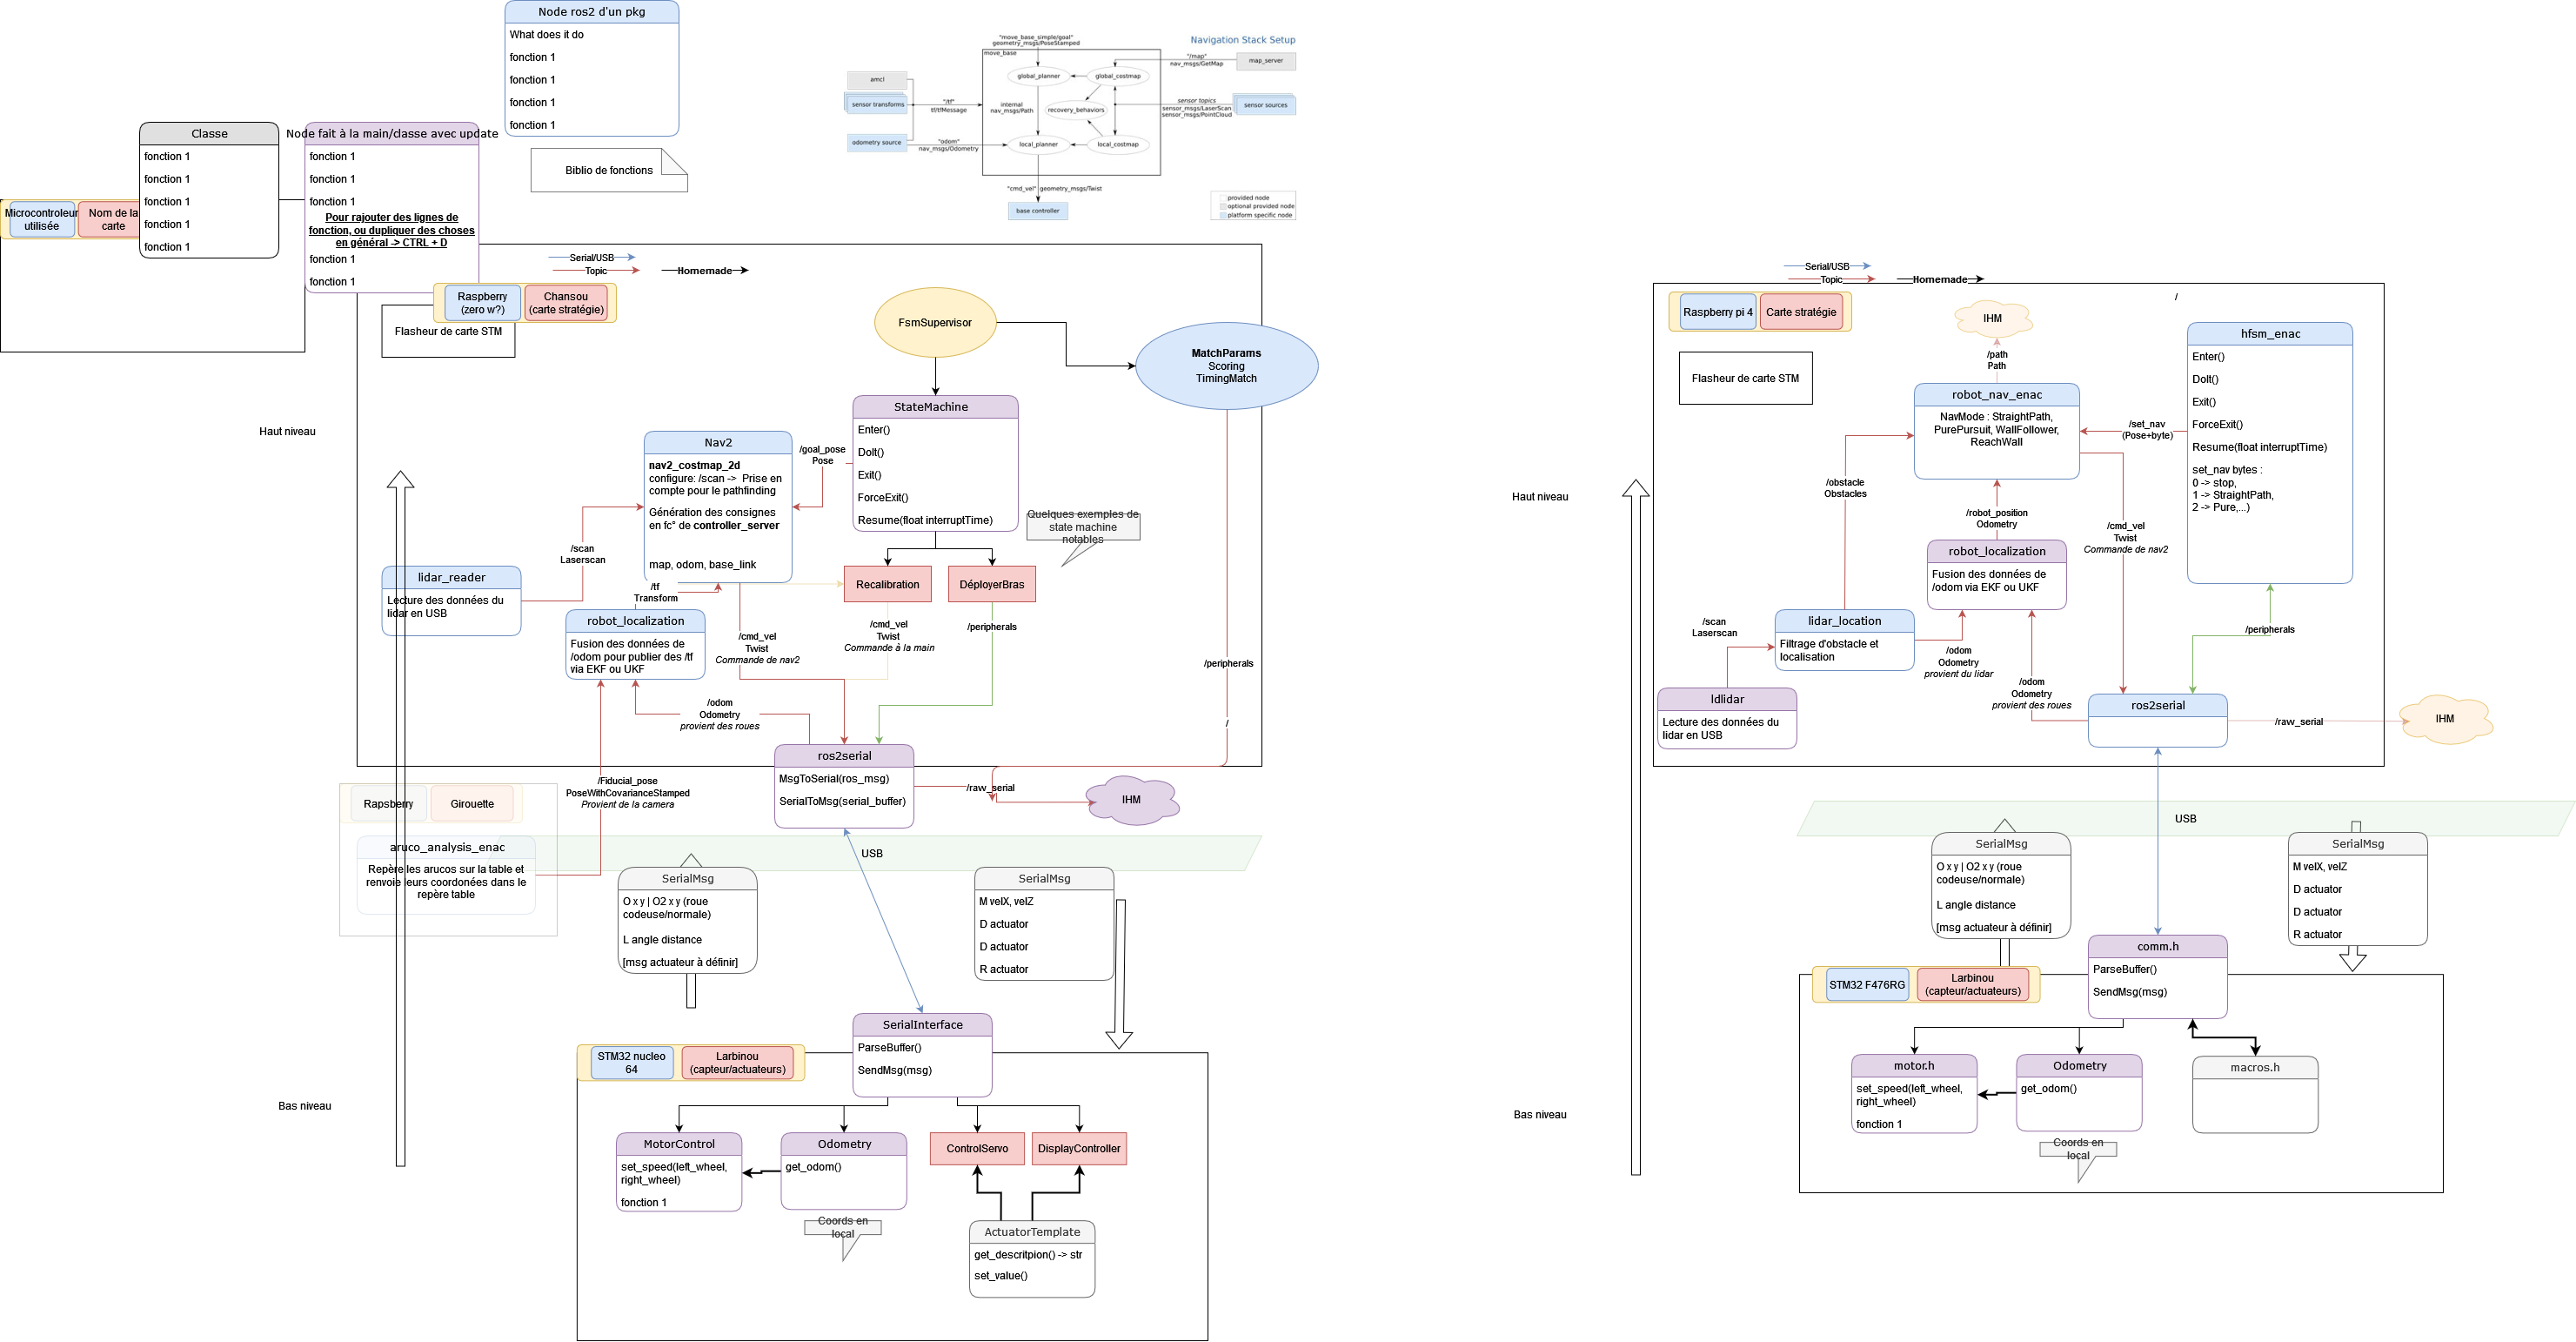 Node ros2 d'un pkg
What does it do
fonction 1
fonction 1
fonction 1
fonction 1
Biblio de fonctions
Classe
fonction 1
fonction 1
fonction 1
fonction 1
fonction 1
Node fait à la main/classe avec update
fonction 1
fonction 1
fonction 1
Pour rajouter des lignes de
fonction, ou dupliquer des choses
en général -> CTRL + D
fonction 1
fonction 1
Microcontroleur
utilisée
Nom de la
carte
Navigation Stack Setup
"move_base_simple/goal"
geometry_msgs/PoseStamped
move_base
"/map"
nav_msgs/GetMap
map_server
global_planner
global_costmap
amcl
sensor transforms
"/tf"
tf/tfMessage
internal
nav_msgs/Path
recovery_behaviors
sensor topics
sensor_msgs/LaserScan
sensor_msgs/PointCloud
sensor sources
odometry source
"odom"
nav_msgs/Odometry
local_planner
local_costmap
"cmd_vel"
geometry_msgs/Twist
base controller
provided node
optional provided node
platform specific node
Serial/USB
Topic
Homemade
Raspberry
(zero w?)
Chansou
(carte stratégie)
Flasheur de carte STM
FsmSupervisor
MatchParams
Scoring
TimingMatch
Haut niveau
StateMachine
Enter()
DoIt()
Exit()
ForceExit()
Resume(float interruptTime)
Nav2
nav2_costmap_2d
configure: /scan -> Prise en
compte pour le pathfinding
Génération des consignes
en fc° de controller_server
map, odom, base_link
/goal_pose
Pose
Quelques exemples de
state machine
notables
/scan
Laserscan
lidar_reader
Lecture des données du
lidar en USB
/tf
Transform
Recalibration
DéployerBras
robot_localization
Fusion des données de
/odom pour publier des /tf
via EKF ou UKF
/cmd_vel
Twist
Commande de nav2
/cmd_vel
Twist
Commande à la main
/peripherals
/peripherals
/odom
Odometry
provient des roues
/
ros2serial
MsgToSerial(ros_msg)
SerialToMsg(serial_buffer)
/raw_serial
IHM
/Fiducial_pose
PoseWithCovarianceStamped
Provient de la camera
Rapsberry
Girouette
aruco_analysis_enac
Repère les arucos sur la table et
renvoie leurs coordonées dans le
repère table
USB
SerialMsg
O x y | O2 x y (roue
codeuse/normale)
L angle distance
[msg actuateur à définir]
SerialMsg
M velX, velZ
D actuator
D actuator
R actuator
Bas niveau
SerialInterface
ParseBuffer()
SendMsg(msg)
STM32 nucleo
64
Larbinou
(capteur/actuateurs)
MotorControl
set_speed(left_wheel,
right_wheel)
fonction 1
Odometry
get_odom()
Coords en
local
ControlServo
DisplayController
ActuatorTemplate
get_descritpion() -> str
set_value()
Serial/USB
Topic
Homemade
/
Raspberry pi 4
Carte stratégie
Flasheur de carte STM
IHM
/path
Path
hfsm_enac
Enter()
DoIt()
Exit()
ForceExit()
Resume(float interruptTime)
set_nav bytes :
0 -> stop,
1 -> StraightPath,
2 -> Pure,...)
robot_nav_enac
NavMode : StraightPath,
PurePursuit, WallFollower,
ReachWall
/set_nav
(Pose+byte)
Haut niveau
/obstacle
Obstacles
/robot_position
Odometry
/cmd_vel
Twist
Commande de nav2
robot_localization
Fusion des données de
/odom via EKF ou UKF
/scan
Laserscan
lidar_location
Filtrage d'obstacle et
localisation
/peripherals
/odom
Odometry
provient du lidar
/odom
Odometry
provient des roues
ldlidar
Lecture des données du
lidar en USB
ros2serial
/raw_serial
IHM
USB
SerialMsg
O x y | O2 x y (roue
codeuse/normale)
L angle distance
[msg actuateur à définir]
SerialMsg
M velX, velZ
D actuator
D actuator
R actuator
comm.h
ParseBuffer()
SendMsg(msg)
STM32 F476RG
Larbinou
(capteur/actuateurs)
Bas niveau
motor.h
set_speed(left_wheel,
right_wheel)
fonction 1
Odometry
get_odom()
macros.h
Coords en
local